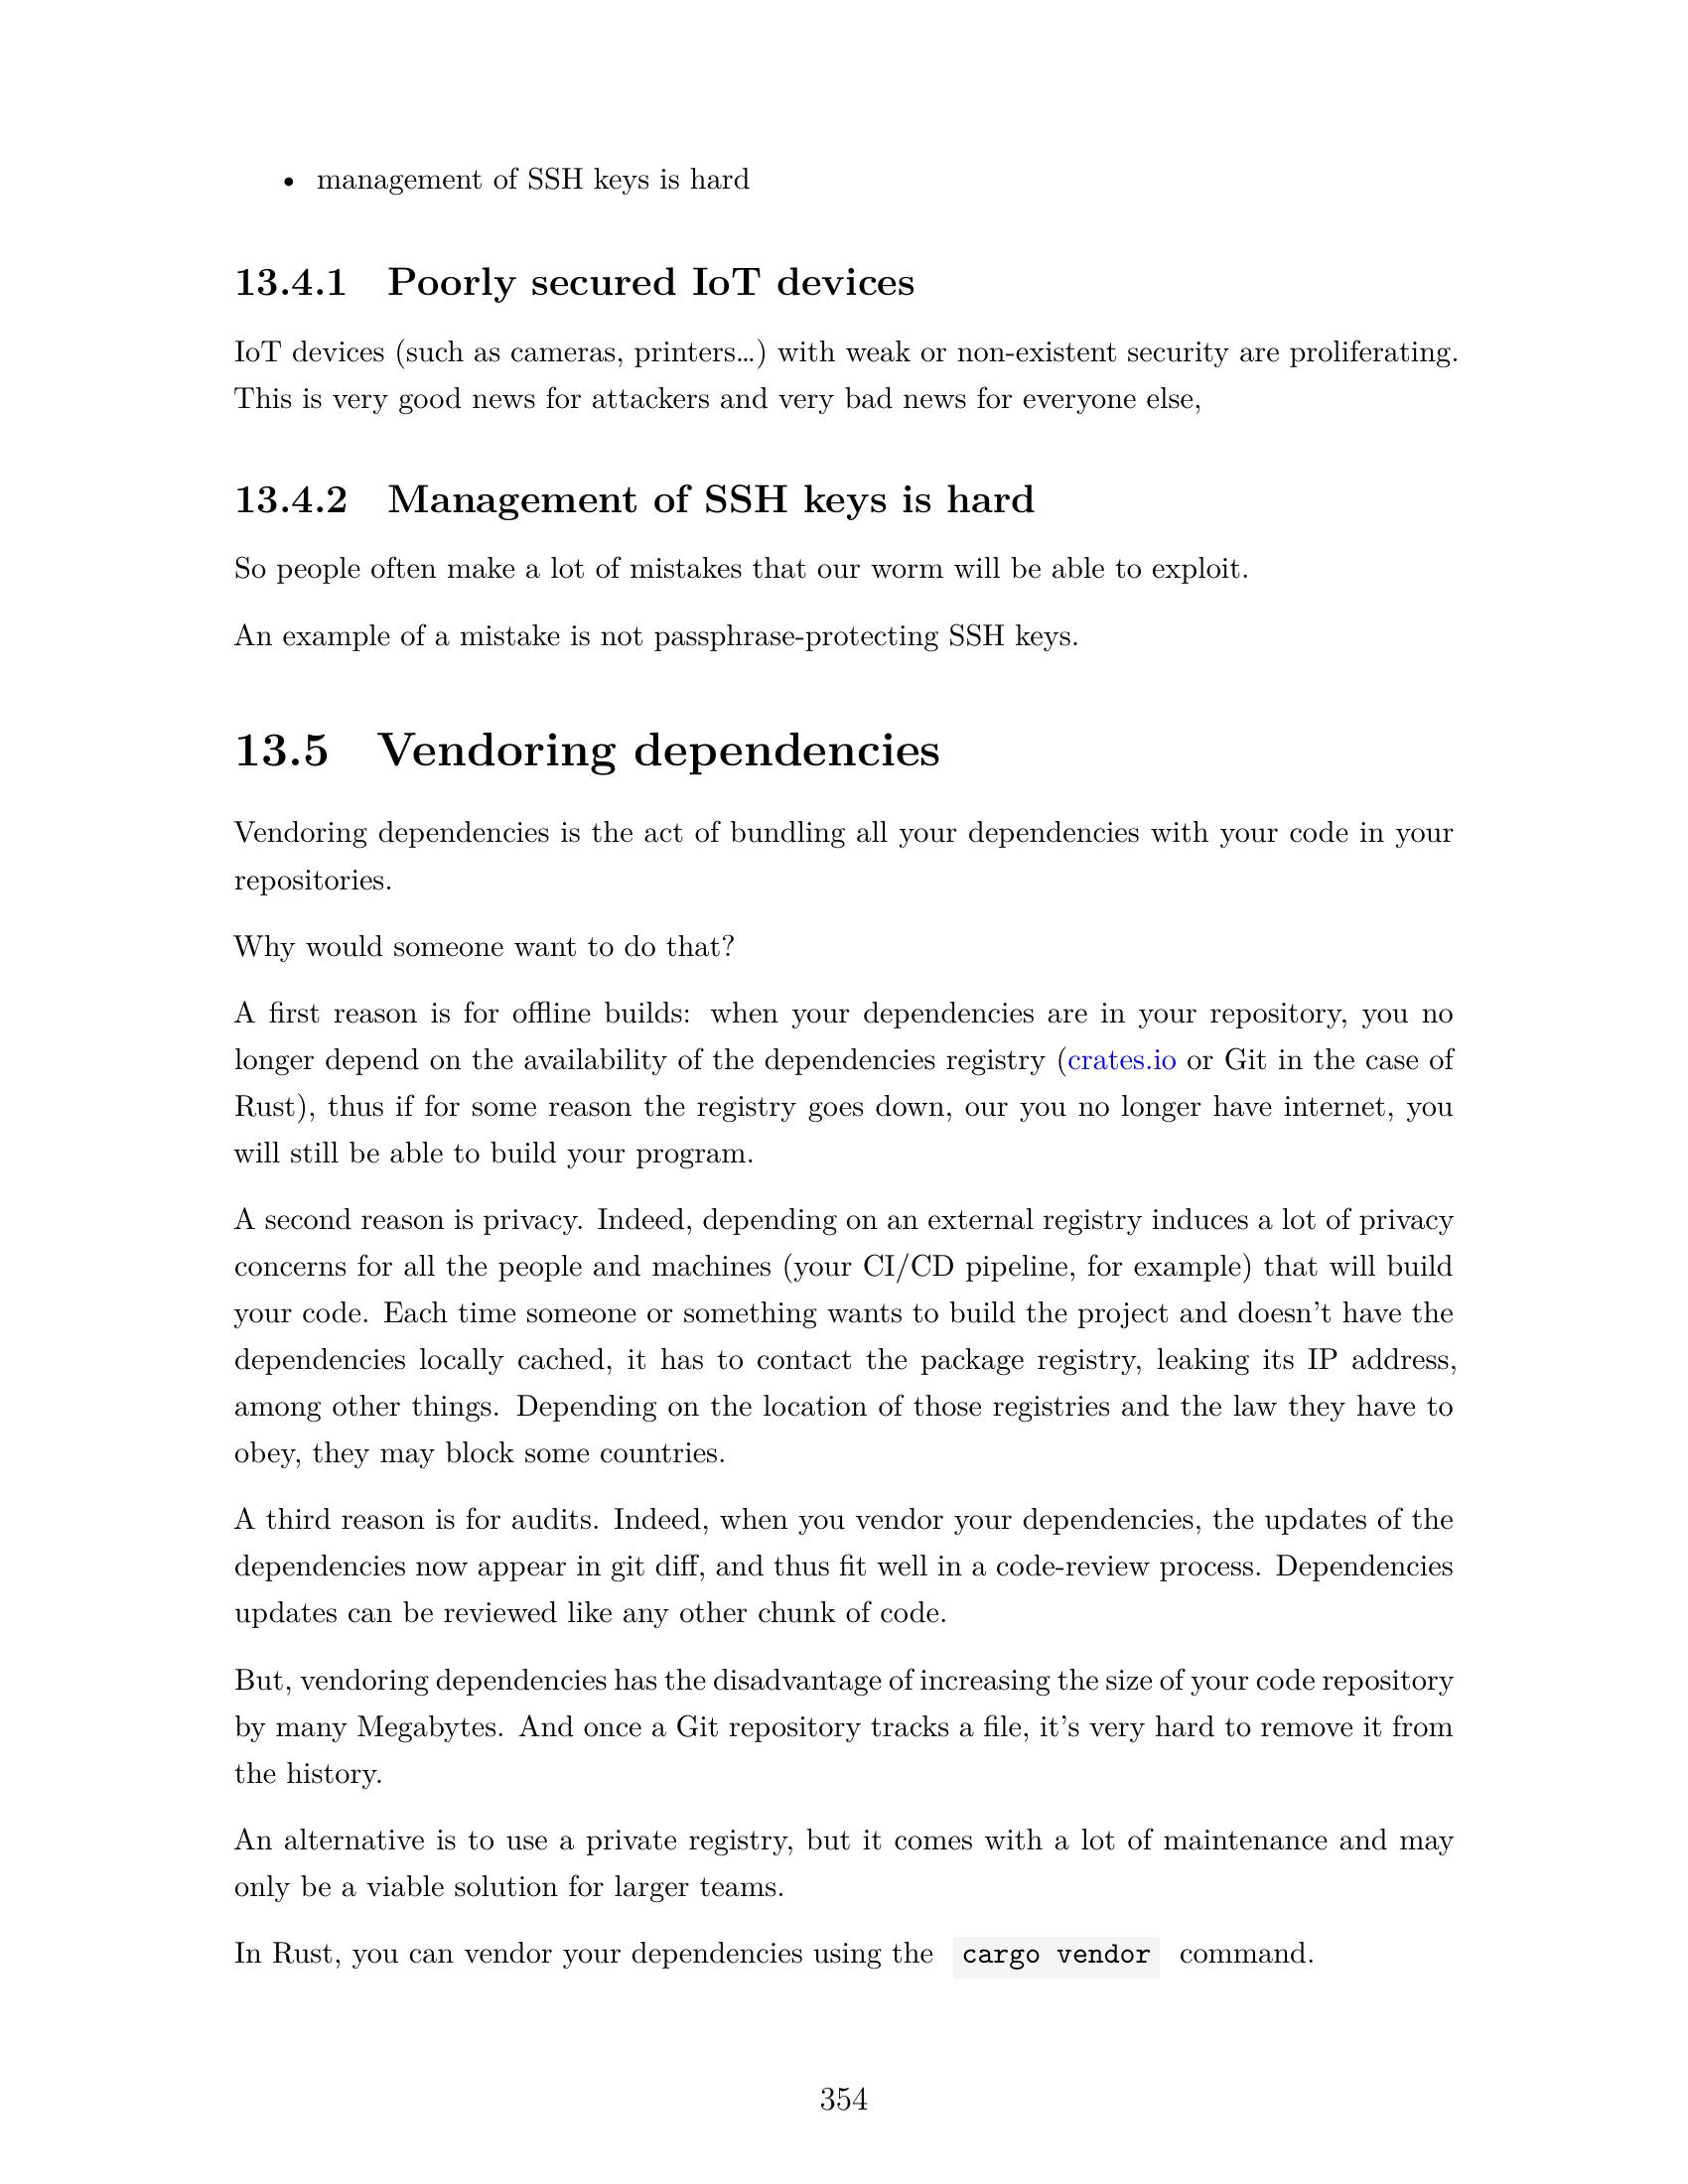 • management of SSH keys is hard
13.4.1 Poorly secured IoT devices
IoT devices (such as cameras, printers…) with weak or non-existent security are proliferating.
This is very good news for attackers and very bad news for everyone else,
13.4.2 Management of SSH keys is hard
So people often make a lot of mistakes that our worm will be able to exploit.
An example of a mistake is not passphrase-protecting SSH keys.
13.5 Vendoring dependencies
Vendoring dependencies is the act of bundling all your dependencies with your code in your
repositories.
Why would someone want to do that?
A first reason is for offline builds: when your dependencies are in your repository, you no
longer depend on the availability of the dependencies registry (crates.io or Git in the case of
Rust), thus if for some reason the registry goes down, our you no longer have internet, you
will still be able to build your program.
A second reason is privacy. Indeed, depending on an external registry induces a lot of privacy
concerns for all the people and machines (your CI/CD pipeline, for example) that will build
your code. Each time someone or something wants to build the project and doesn't have the
dependencies locally cached, it has to contact the package registry, leaking its IP address,
among other things. Depending on the location of those registries and the law they have to
obey, they may block some countries.
A third reason is for audits. Indeed, when you vendor your dependencies, the updates of the
dependencies now appear in git diff, and thus fit well in a code-review process. Dependencies
updates can be reviewed like any other chunk of code.
But, vendoring dependencies has the disadvantage of increasing the size of your code repository
by many Megabytes. And once a Git repository tracks a file, it's very hard to remove it from
the history.
An alternative is to use a private registry, but it comes with a lot of maintenance and may
only be a viable solution for larger teams.
In Rust, you can vendor your dependencies using the cargo vendor command.
354